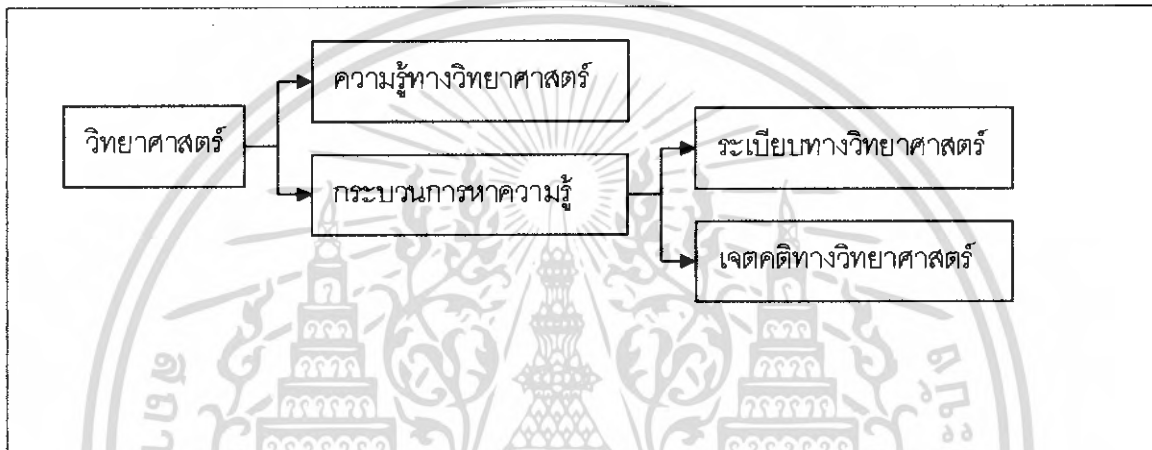 ความรู้ทางวิทยาศาสตร์
วิทยาศาสตร์
ระเบียบทางวิทยาศาสตร์
กระบวนการหาความรู้
เจตคติทางวิทยาศาสตร์